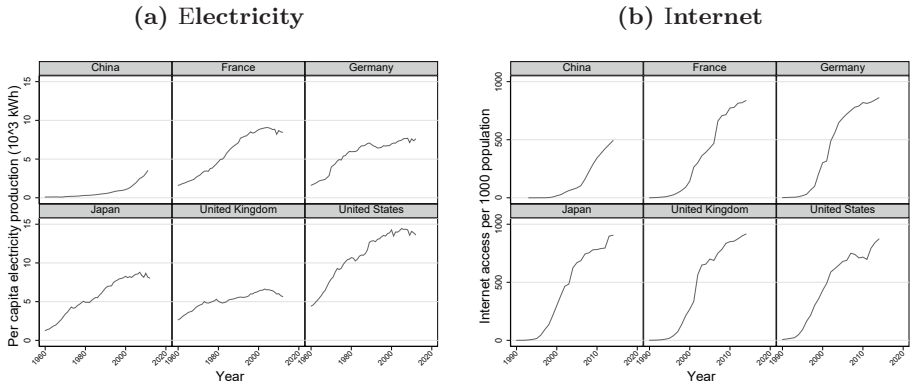 (a) Electricity
Per capita electricity production (10^3 kWh)
China
France
Germany
15
10
5
0
Japan
United Kingdom
United States
15
10
5
0
1960
1980
2000
2020
1960
1980
2000
2020
1960
1980
2000
2020
Year
(b) Internet
Internet access per 1000 population
China
France
Germany
1000
500
0
Japan
United Kingdom
United States
1000
500
0
1990
2000
2010
2020
1990
2000
2010
2020
1990
2000
2010
2020
Year